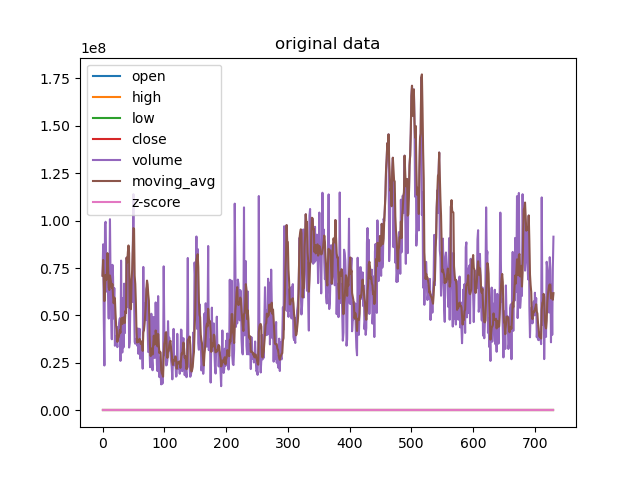 original data
1e8
open
high
low
close
volume
moving_avg
z-score
1.75
1.50
1.25
1.00
0.75
0.50
0.25
0.00
0 100 200 300 400 500 600 700